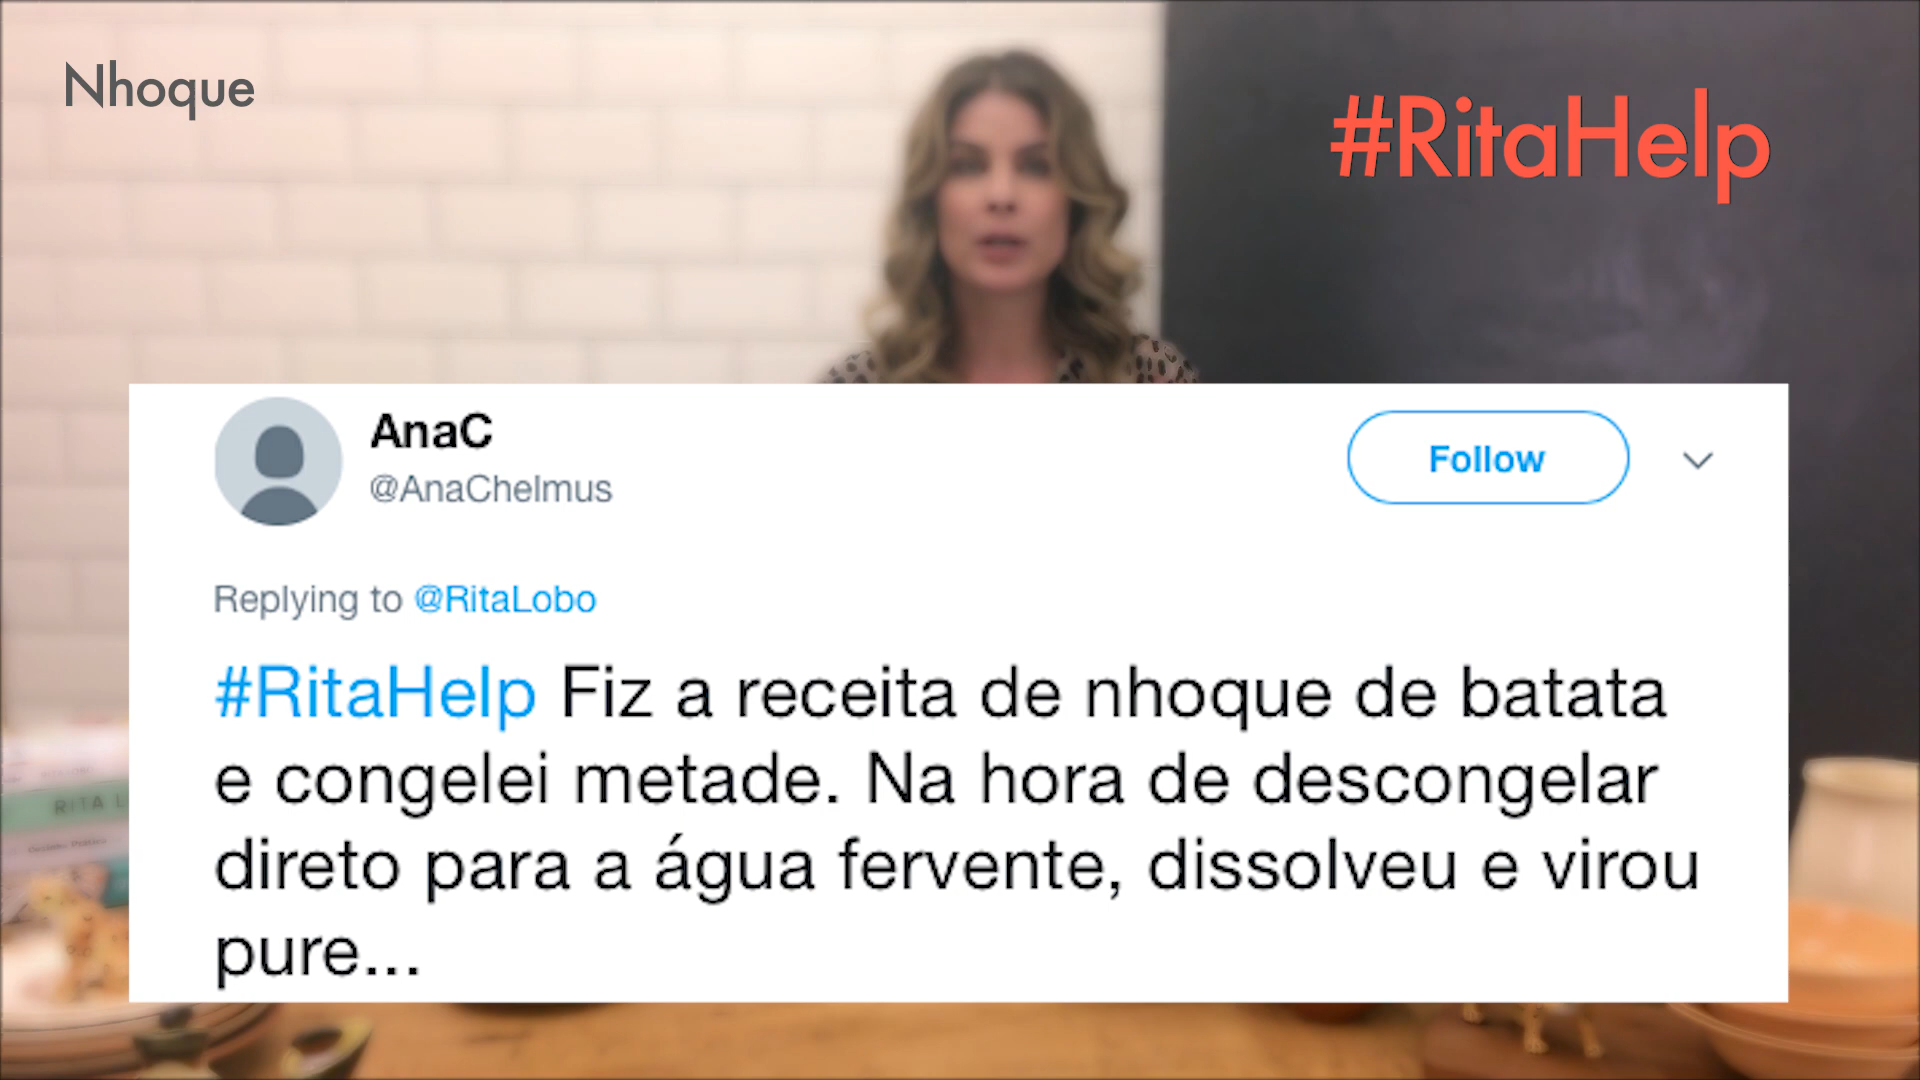 Nhoque
#RitaHelp
AnaC
@AnaChelmus
Follow
Replying to @RitaLobo
#RitaHelp Fiz a receita de nhoque de batata
e congelei metade. Na hora de descongelar
direto para a água fervente, dissolveu e virou
pure...
RITA L